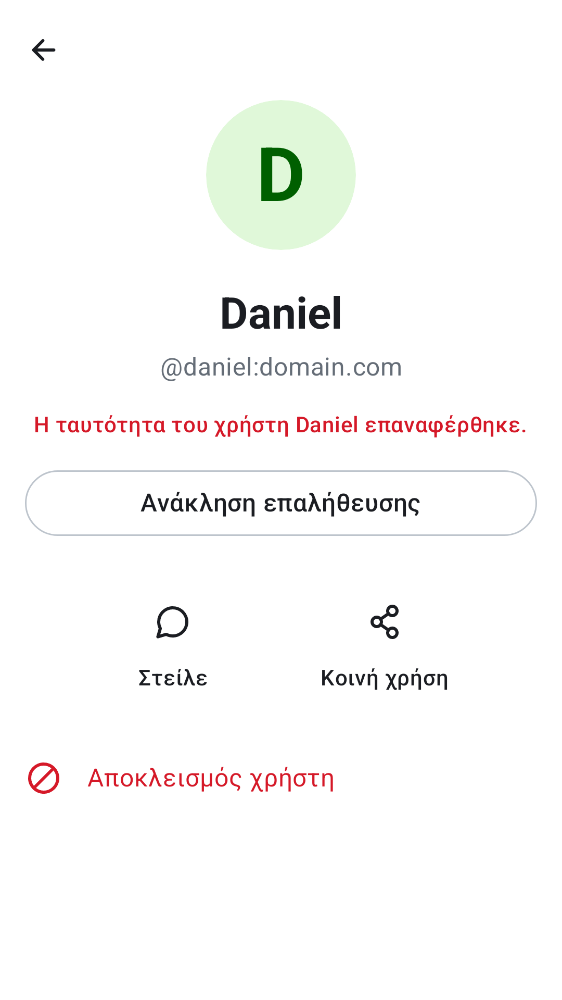 D
Daniel
@daniel:domain.com
Η ταυτότητα του χρήστη Daniel επαναφέρθηκε.
Ανάκληση επαλήθευσης
Στείλε
Κοινή χρήση
Αποκλεισμός χρήστη